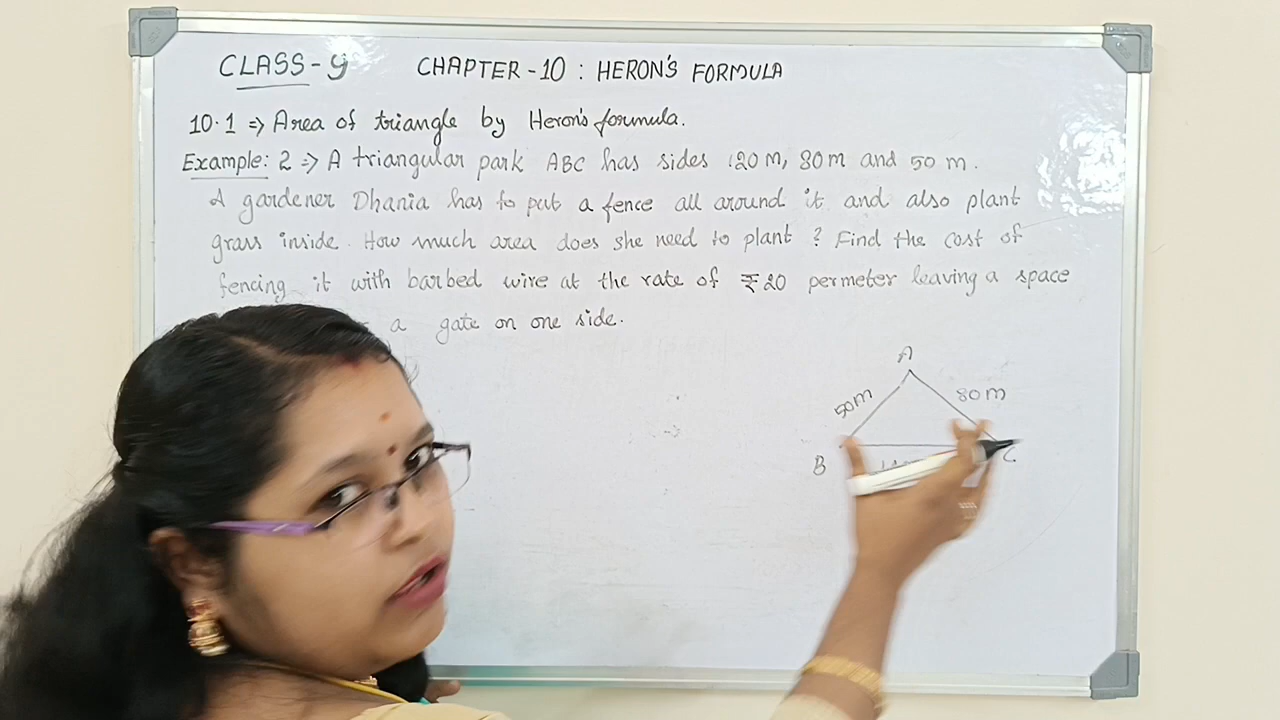 CLASS-9 CHAPTER-10 : HERON'S FORMULA
10.1 => Area of triangle by Heron's formula.
Example: 2 => A triangular park ABC has sides 120 m, 80 m and 50 m.
A gardener Dhania has to put a fence all around it and also plant
grass inside. How much area does she need to plant ? Find the cost of
fencing it with barbed wire at the rate of ₹20 permeter leaving a space
a gate on one side.
A
50m 80m
B C